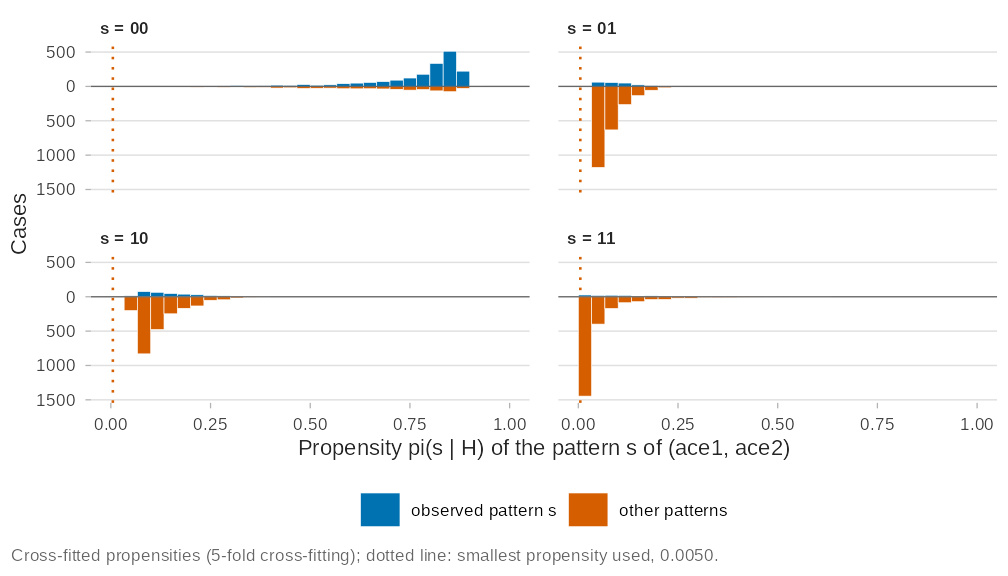 s = 00
s = 01
500
0
500
1000
1500
Cases
s = 10
s = 11
500
0
500
1000
1500
0.00 0.25 0.50 0.75 1.00 0.00 0.25 0.50 0.75 1.00
Propensity pi(s | H) of the pattern s of (ace1, ace2)
observed pattern s other patterns
Cross-fitted propensities (5-fold cross-fitting); dotted line: smallest propensity used, 0.0050.